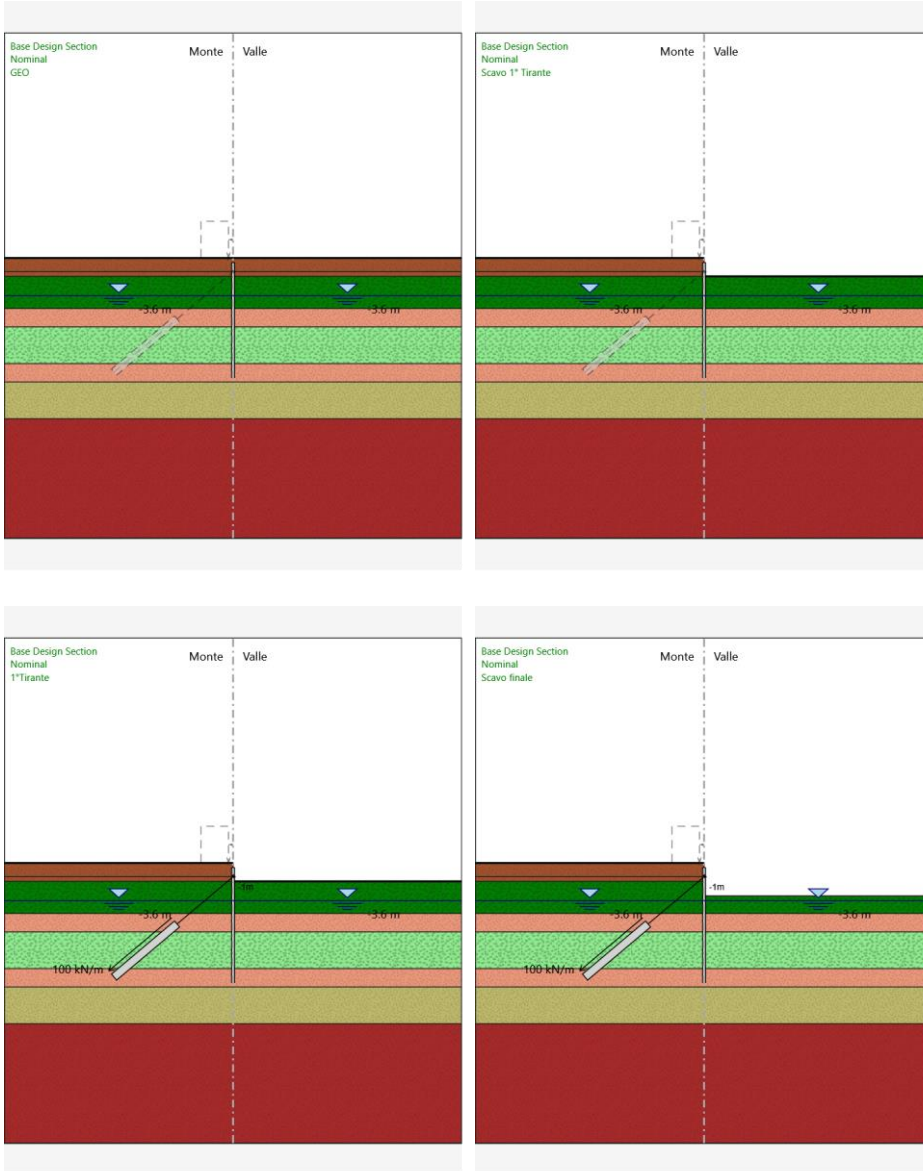 Base Design Section
Nominal
GEO
Monte
Valle
-3.6 m
-3.6 m
Base Design Section
Nominal
Scavo 1° Tirante
Monte
Valle
-3.6 m
-3.6 m
Base Design Section
Nominal
1°Tirante
Monte
Valle
-1m
-3.6 m
-3.6 m
100 kN/m
Base Design Section
Nominal
Scavo finale
Monte
Valle
-1m
-3.6 m
-3.6 m
100 kN/m